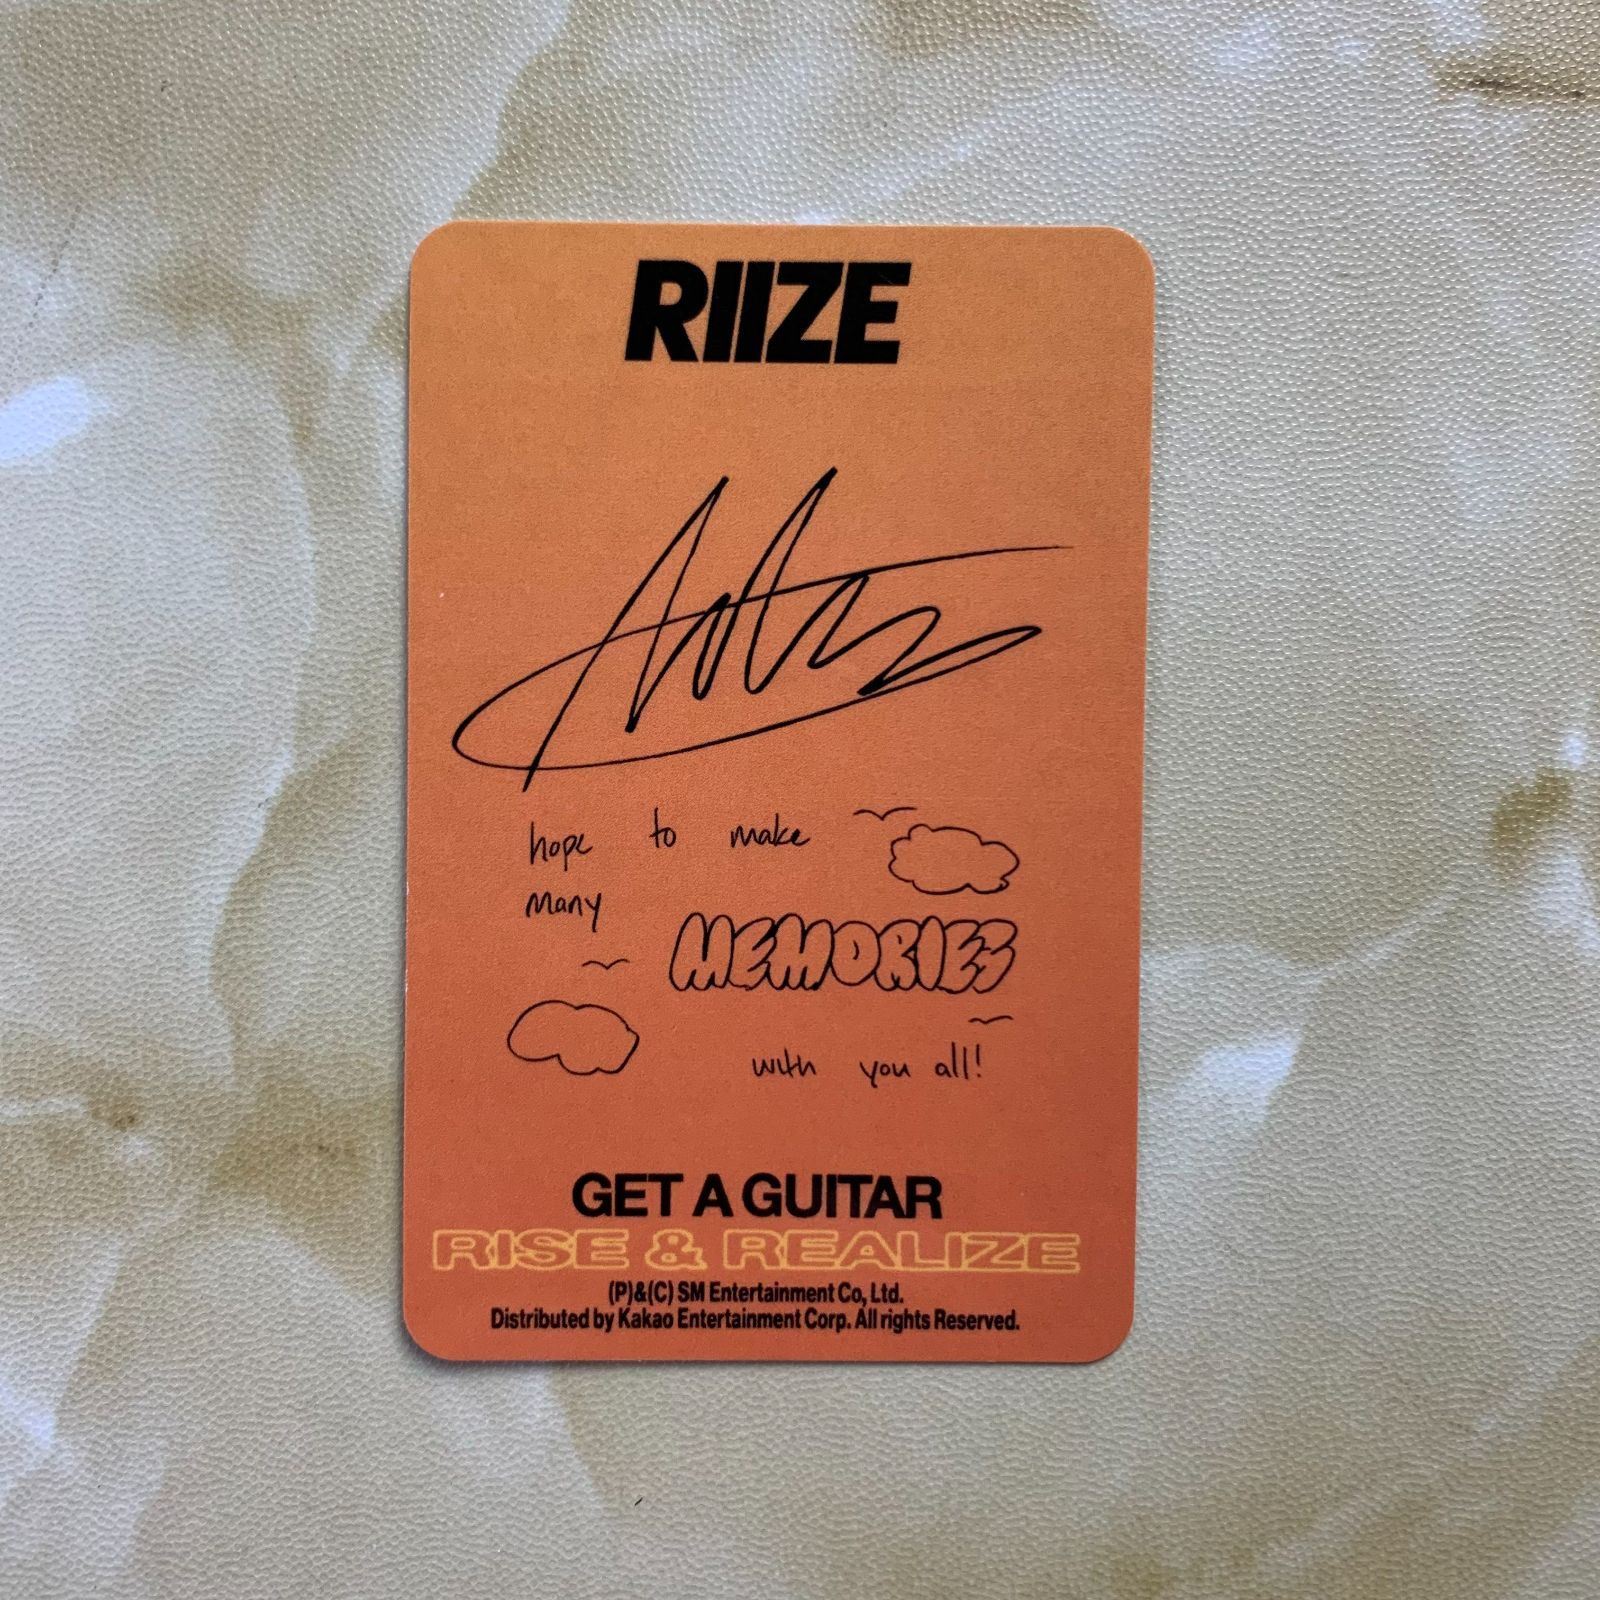 RIIZE
hope to make
many
MEMORIES
with you all!
GET A GUITAR
RISE & REALIZE
(P)&(C) SM Entertainment Co, Ltd.
Distributed by Kakao Entertainment Corp. All rights Reserved.